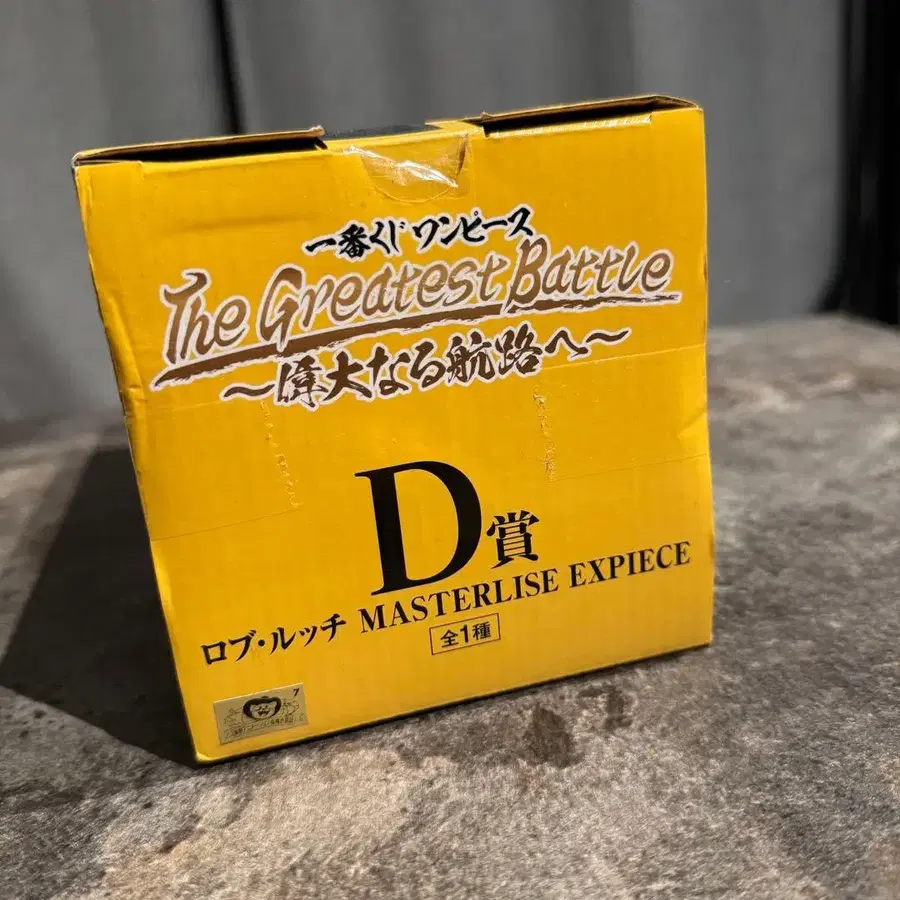 一番くじ ワンピース
The Greatest Battle
～偉大なる航路へ～
D賞
ロブ・ルッチ MASTERLISE EXPIECE
全1種
7